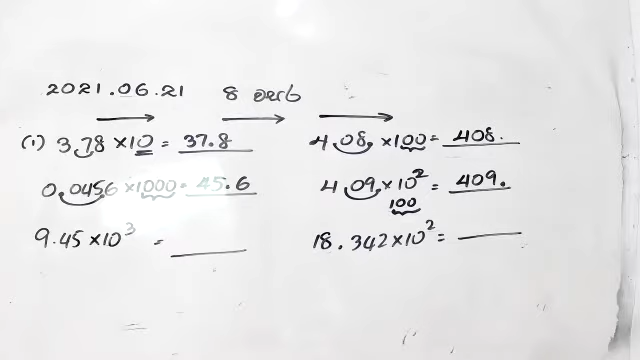 2021.06.21 8
(1) 3.78 ×10 = 37.8 4.08 ×100= 408.
0.0456 ×1000= 45.6 4.09×10²= 409.
100
9.45×10³ = 18.342×10²=